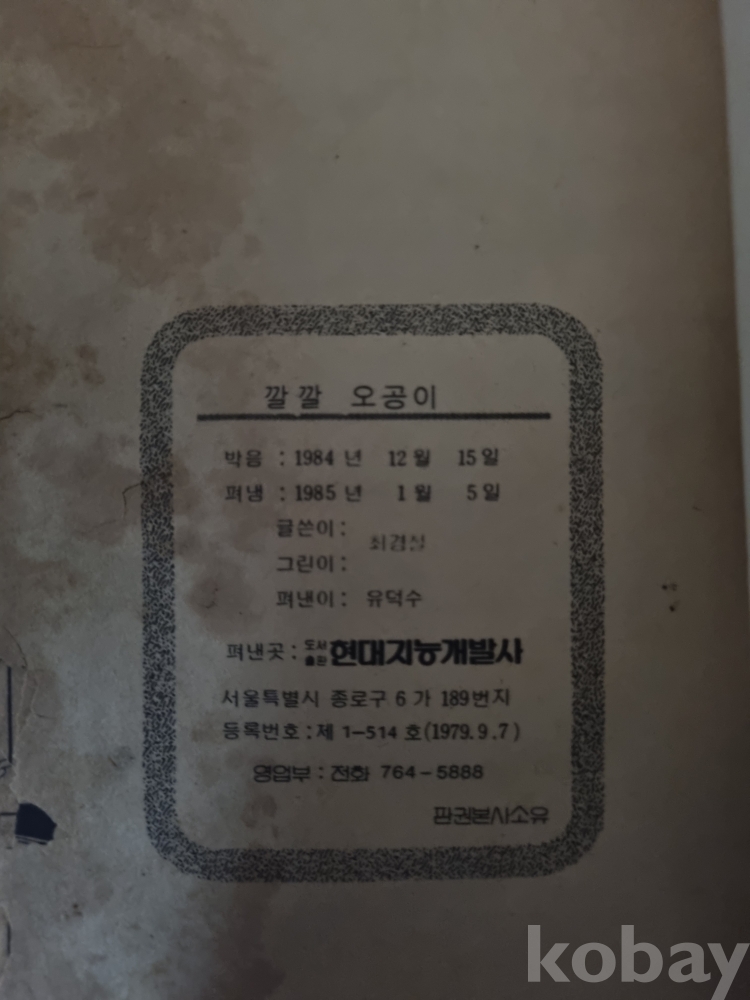 깔깔 오공이
박음 : 1984 년 12 월 15 일
펴냄 : 1985 년 1 월 5 일
글쓴이 :
그린이 :
펴낸이 : 유덕수
펴낸곳 : 도서출판 현대지능개발사
서울특별시 종로구 6 가 189 번지
등록번호 : 제 1-514 호 (1979. 9. 7)
영업부 : 전화 764-5888
판권본사소유
kobay